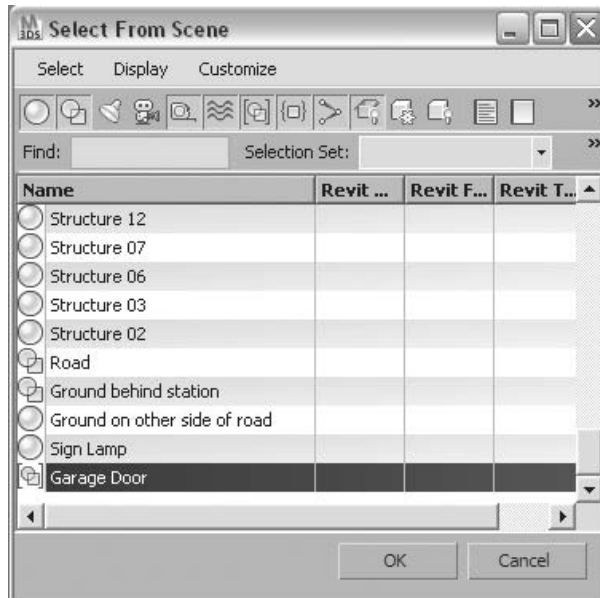 M 3DS Select From Scene
Select Display Customize
Find: Selection Set:
Name Revit ... Revit F... Revit T...
Structure 12
Structure 07
Structure 06
Structure 03
Structure 02
Road
Ground behind station
Ground on other side of road
Sign Lamp
Garage Door
OK Cancel